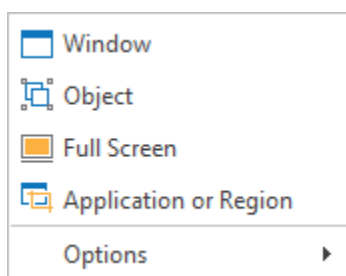 Window
Object
Full Screen
Application or Region
Options